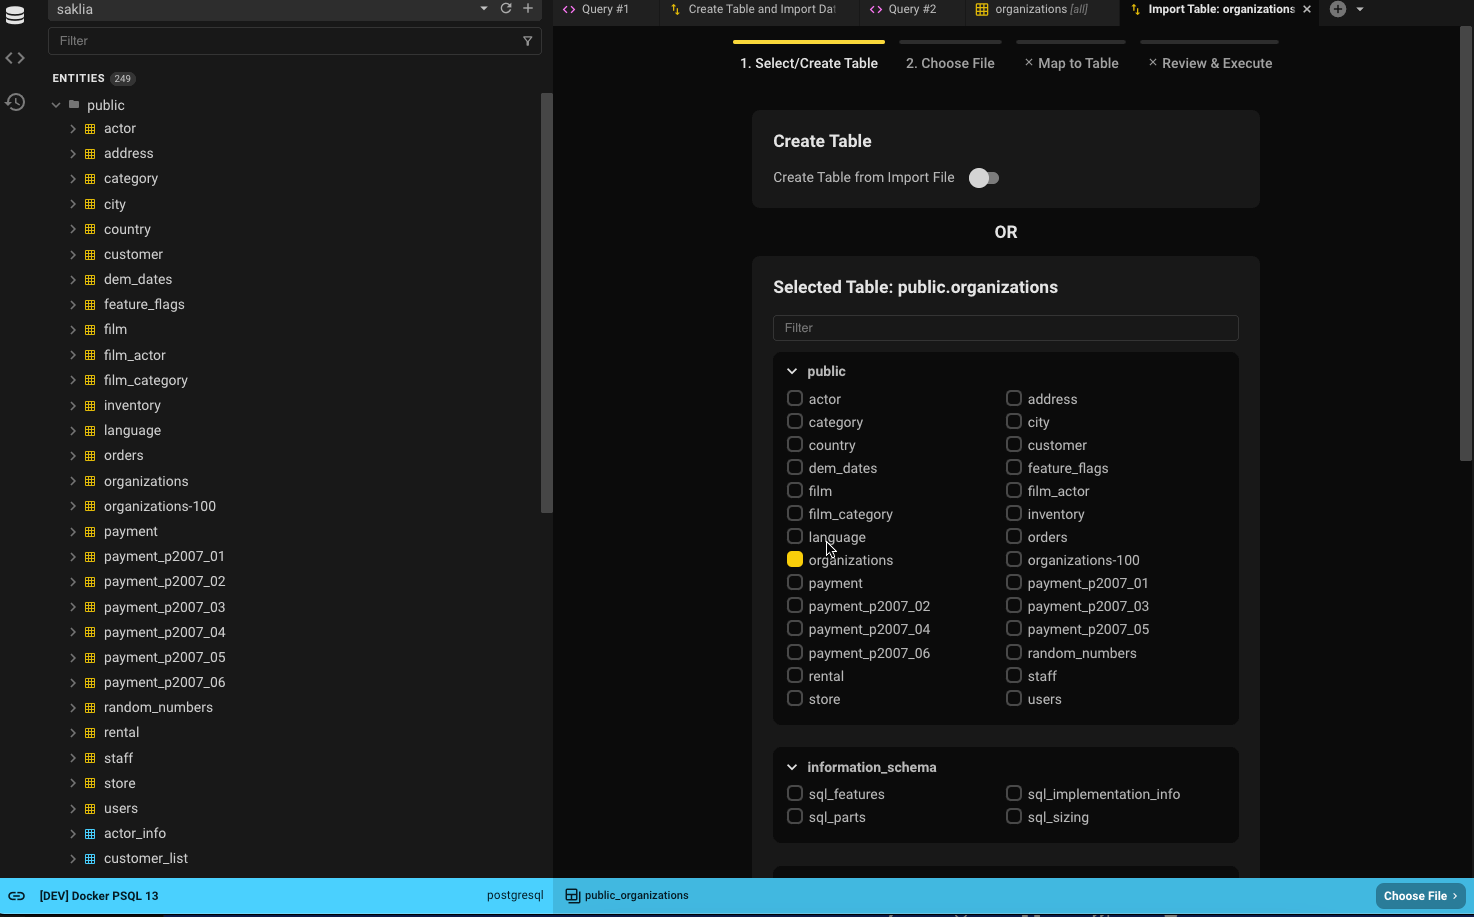 saklia
Filter
ENTITIES 249
public
actor
address
category
city
country
customer
dem_dates
feature_flags
film
film_actor
film_category
inventory
language
orders
organizations
organizations-100
payment
payment_p2007_01
payment_p2007_02
payment_p2007_03
payment_p2007_04
payment_p2007_05
payment_p2007_06
random_numbers
rental
staff
store
users
actor_info
customer_list
[DEV] Docker PSQL 13 postgresql
Query #1 Create Table and Import Dat Query #2 organizations [all] Import Table: organizations
1. Select/Create Table 2. Choose File Map to Table Review & Execute
Create Table
Create Table from Import File
OR
Selected Table: public.organizations
Filter
public
actor address
category city
country customer
dem_dates feature_flags
film film_actor
film_category inventory
language orders
organizations organizations-100
payment payment_p2007_01
payment_p2007_02 payment_p2007_03
payment_p2007_04 payment_p2007_05
payment_p2007_06 random_numbers
rental staff
store users
information_schema
sql_features sql_implementation_info
sql_parts sql_sizing
public_organizations Choose File